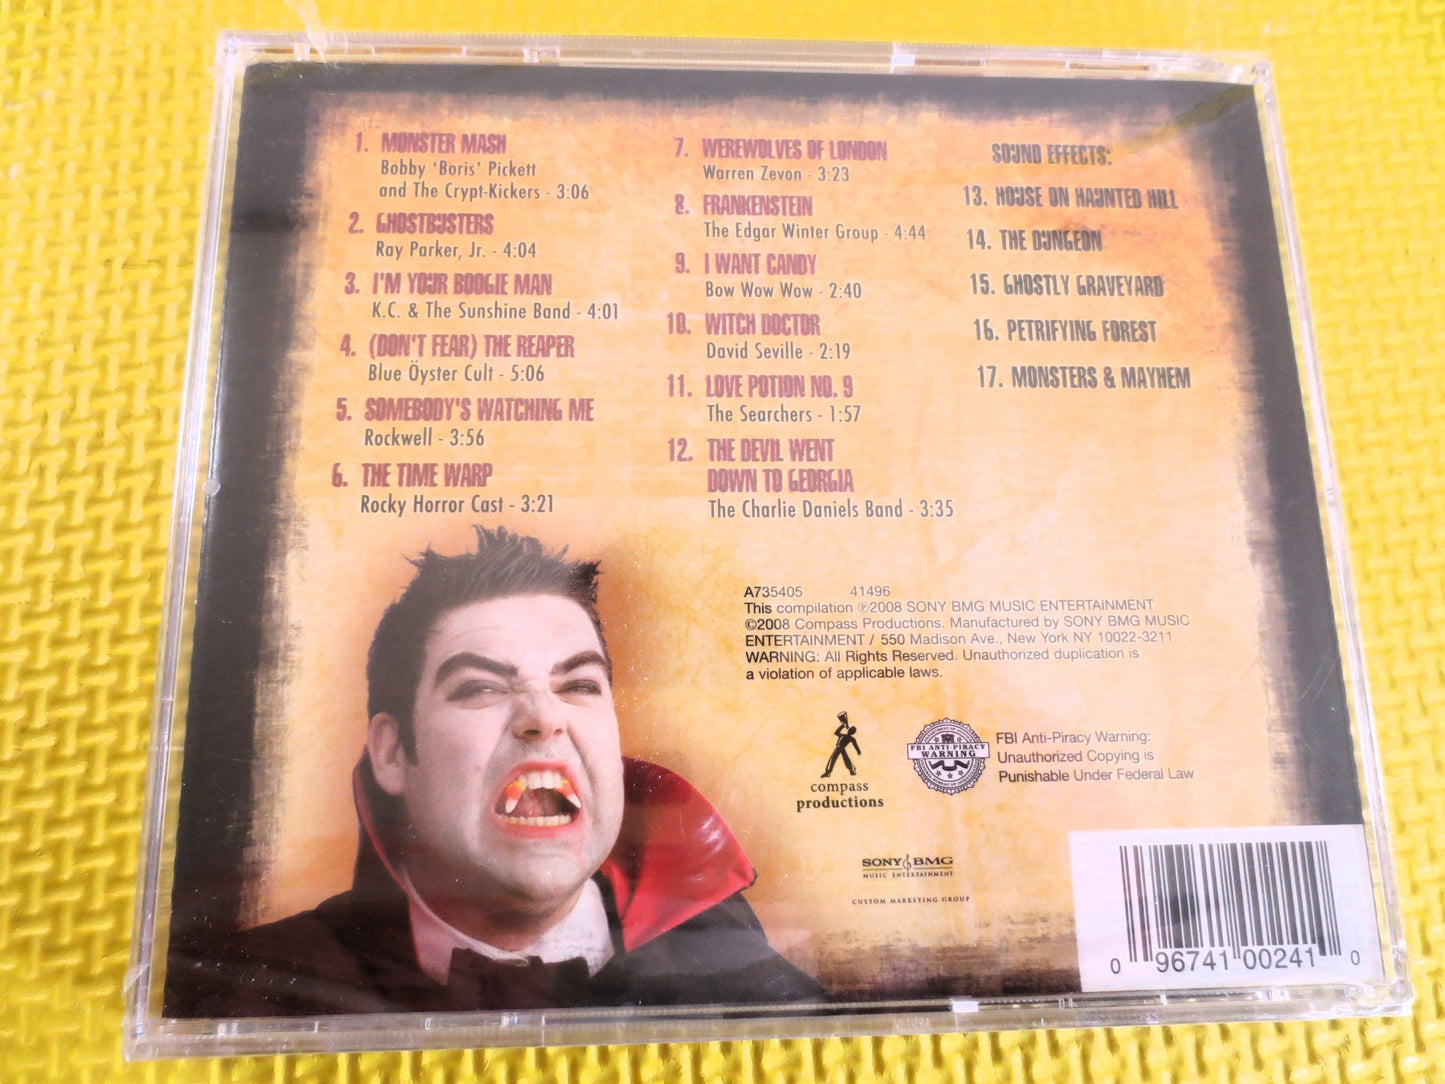 1. MONSTER MASH
Bobby 'Boris' Pickett
and The Crypt-Kickers - 3:06
2. GHOSTBUSTERS
Ray Parker, Jr. - 4:04
3. I'M YOUR BOOGIE MAN
K.C. & The Sunshine Band - 4:01
4. (DON'T FEAR) THE REAPER
Blue Öyster Cult - 5:06
5. SOMEBODY'S WATCHING ME
Rockwell - 3:56
6. THE TIME WARP
Rocky Horror Cast - 3:21
7. WEREWOLVES OF LONDON
Warren Zevon - 3:23
8. FRANKENSTEIN
The Edgar Winter Group - 4:44
9. I WANT CANDY
Bow Wow Wow - 2:40
10. WITCH DOCTOR
David Seville - 2:19
11. LOVE POTION NO. 9
The Searchers - 1:57
12. THE DEVIL WENT
DOWN TO GEORGIA
The Charlie Daniels Band - 3:35
SOUND EFFECTS:
13. HOUSE ON HAUNTED HILL
14. THE DUNGEON
15. GHOSTLY GRAVEYARD
16. PETRIFYING FOREST
17. MONSTERS & MAYHEM
A735405 41496
This compilation ℗2008 SONY BMG MUSIC ENTERTAINMENT
©2008 Compass Productions. Manufactured by SONY BMG MUSIC
ENTERTAINMENT / 550 Madison Ave., New York NY 10022-3211
WARNING: All Rights Reserved. Unauthorized duplication is
a violation of applicable laws.
compass
productions
FBI ANTI-PIRACY
WARNING
FBI Anti-Piracy Warning:
Unauthorized Copying is
Punishable Under Federal Law
SONY BMG
MUSIC ENTERTAINMENT
CUSTOM MARKETING GROUP
0 96741 00241 0